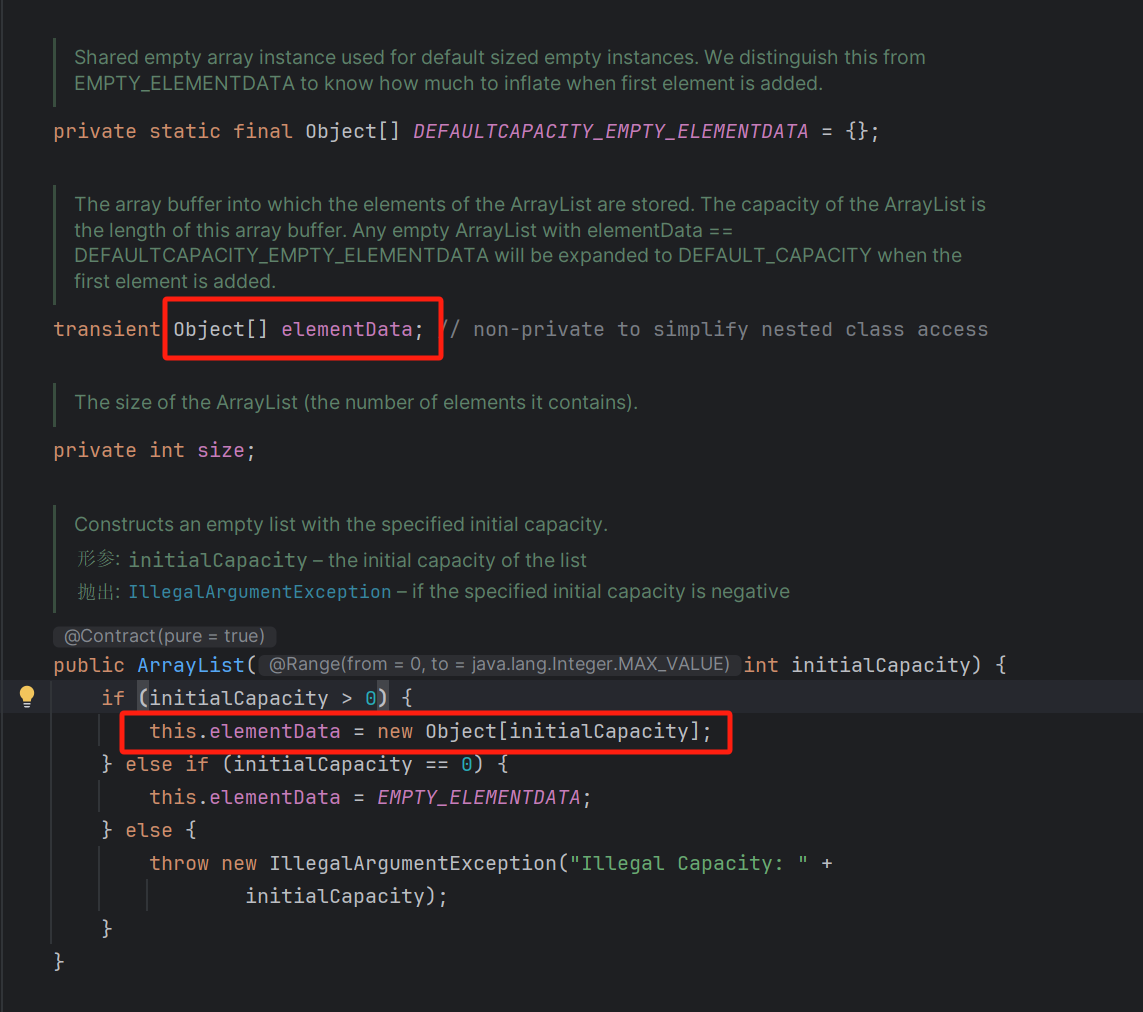 Shared empty array instance used for default sized empty instances. We distinguish this from
EMPTY_ELEMENTDATA to know how much to inflate when first element is added.
private static final Object[] DEFAULTCAPACITY_EMPTY_ELEMENTDATA = {};
The array buffer into which the elements of the ArrayList are stored. The capacity of the ArrayList is
the length of this array buffer. Any empty ArrayList with elementData ==
DEFAULTCAPACITY_EMPTY_ELEMENTDATA will be expanded to DEFAULT_CAPACITY when the
first element is added.
transient Object[] elementData; // non-private to simplify nested class access
The size of the ArrayList (the number of elements it contains).
private int size;
Constructs an empty list with the specified initial capacity.
形参: initialCapacity – the initial capacity of the list
抛出: IllegalArgumentException – if the specified initial capacity is negative
@Contract(pure = true)
public ArrayList( @Range(from = 0, to = java.lang.Integer.MAX_VALUE) int initialCapacity) {
if (initialCapacity > 0) {
this.elementData = new Object[initialCapacity];
} else if (initialCapacity == 0) {
this.elementData = EMPTY_ELEMENTDATA;
} else {
throw new IllegalArgumentException("Illegal Capacity: " +
initialCapacity);
}
}